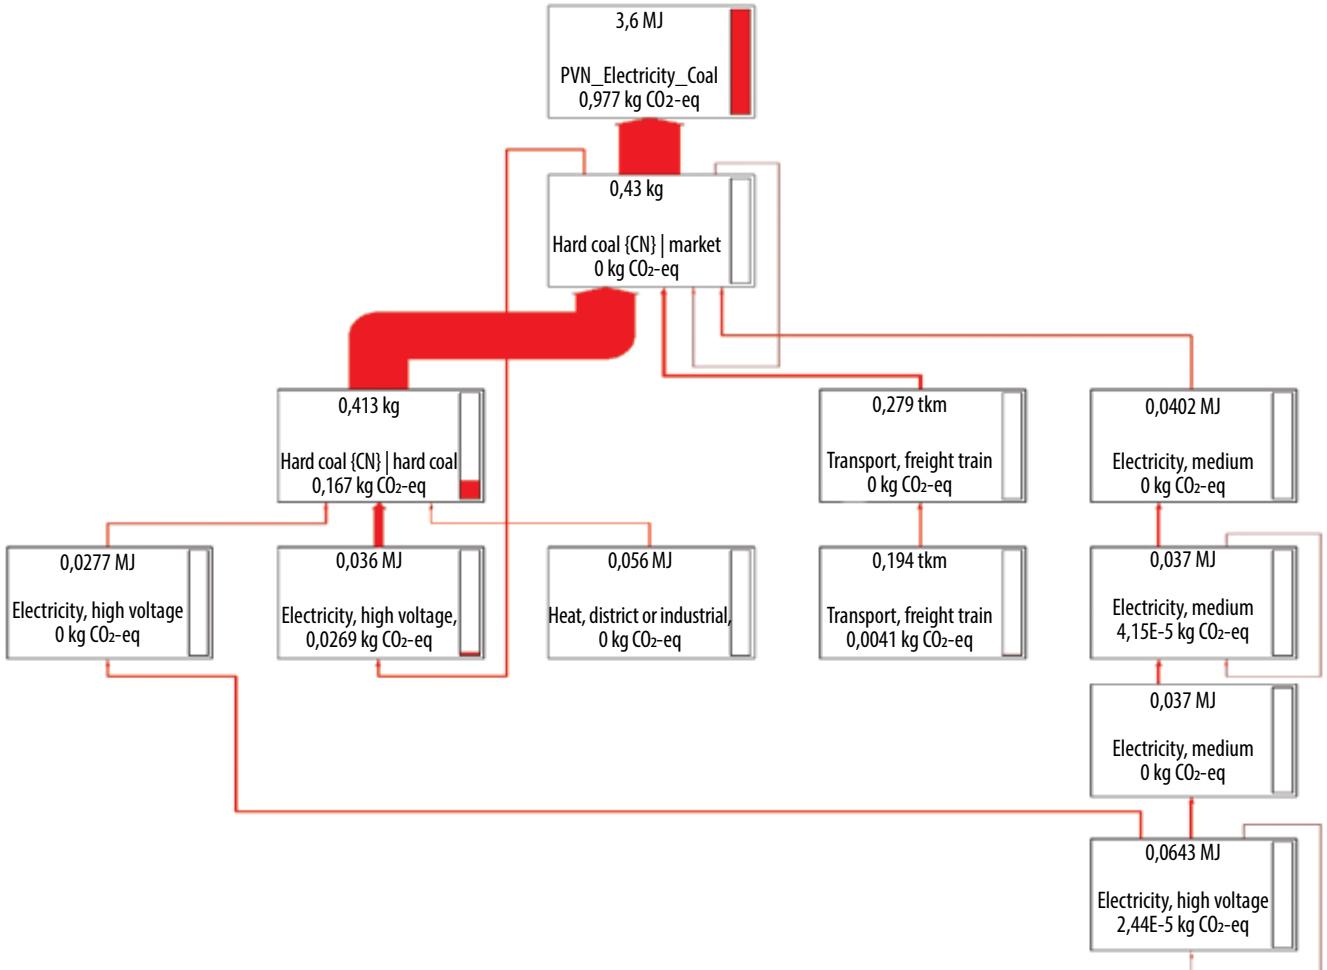 3,6 MJ
PVN_Electricity_Coal
0,977 kg CO₂-eq
0,43 kg
Hard coal {CN} | market
0 kg CO₂-eq
0,413 kg
Hard coal {CN} | hard coal
0,167 kg CO₂-eq
0,279 tkm
Transport, freight train
0 kg CO₂-eq
0,0402 MJ
Electricity, medium
0 kg CO₂-eq
0,0277 MJ
Electricity, high voltage
0 kg CO₂-eq
0,036 MJ
Electricity, high voltage,
0,0269 kg CO₂-eq
0,056 MJ
Heat, district or industrial,
0 kg CO₂-eq
0,194 tkm
Transport, freight train
0,0041 kg CO₂-eq
0,037 MJ
Electricity, medium
4,15E-5 kg CO₂-eq
0,037 MJ
Electricity, medium
0 kg CO₂-eq
0,0643 MJ
Electricity, high voltage
2,44E-5 kg CO₂-eq